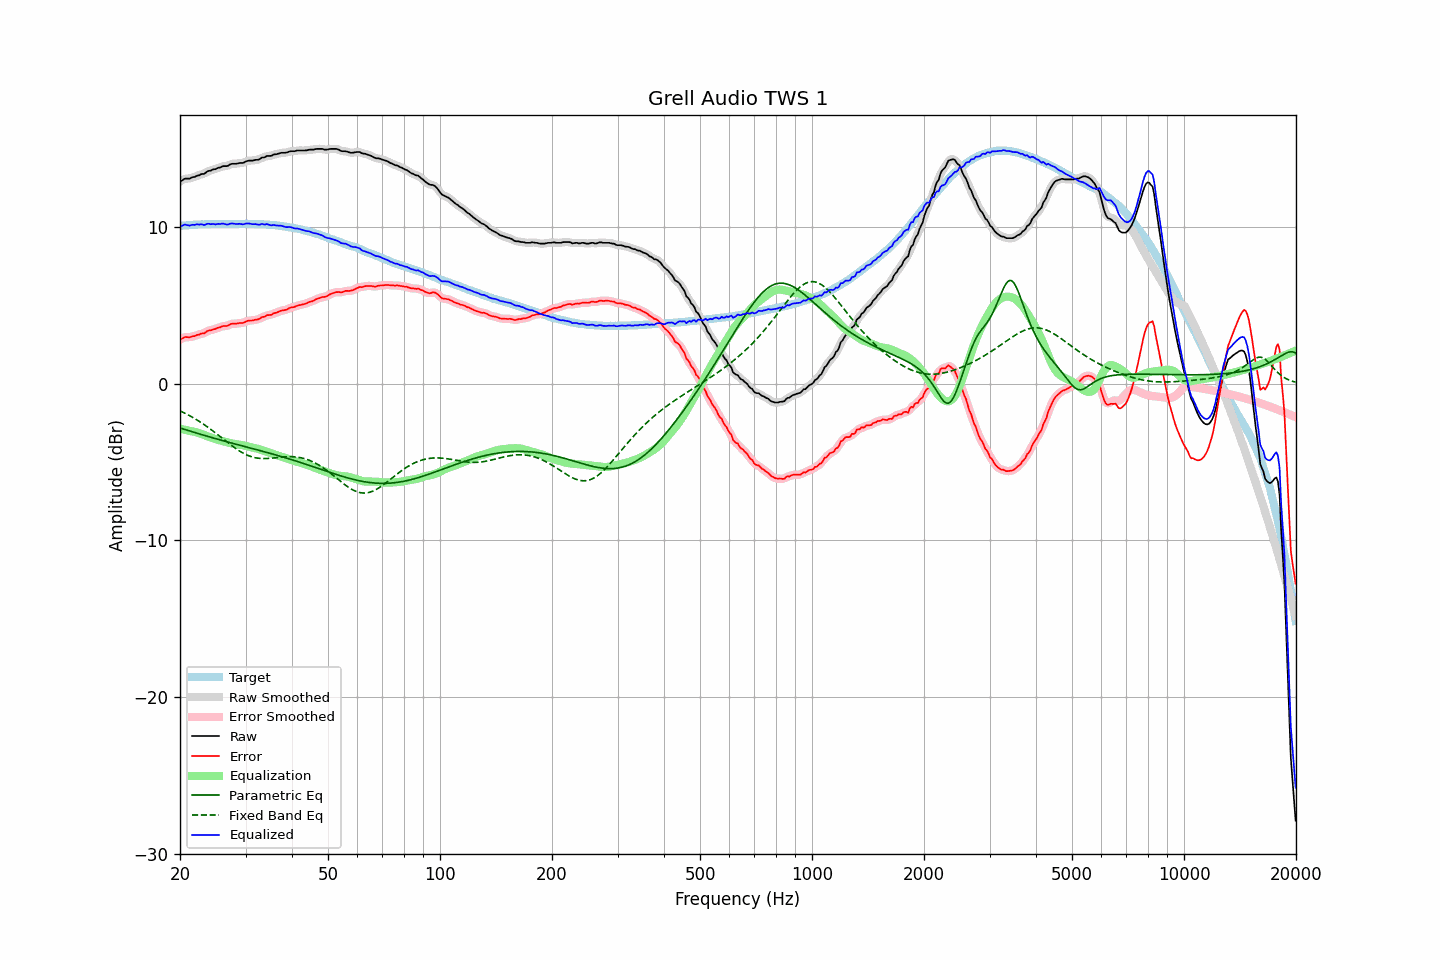 Grell Audio TWS 1
10
0
−10
−20
−30
Amplitude (dBr)
Target
Raw Smoothed
Error Smoothed
Raw
Error
Equalization
Parametric Eq
Fixed Band Eq
Equalized
20 50 100 200 500 1000 2000 5000 10000 20000
Frequency (Hz)